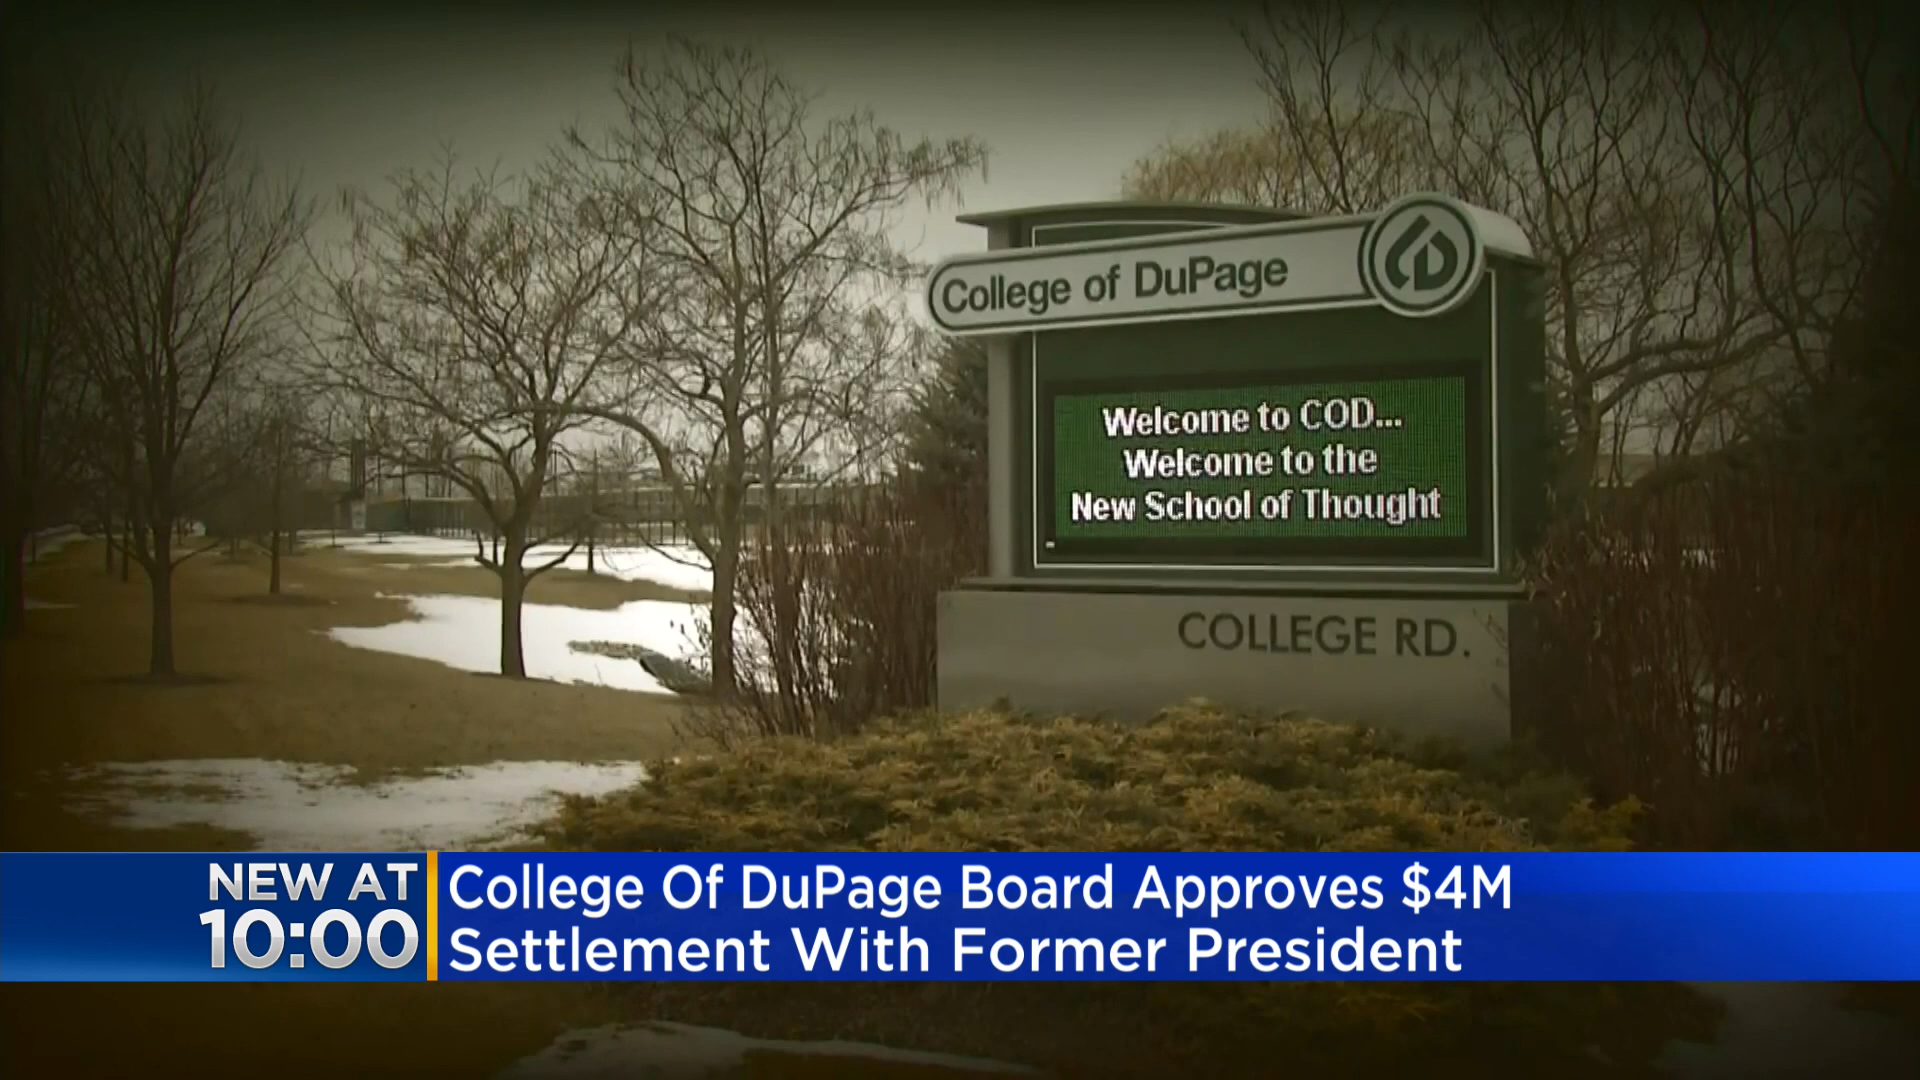 College of DuPage
Welcome to COD...
Welcome to the
New School of Thought
COLLEGE RD.
NEW AT
10:00
College Of DuPage Board Approves $4M
Settlement With Former President